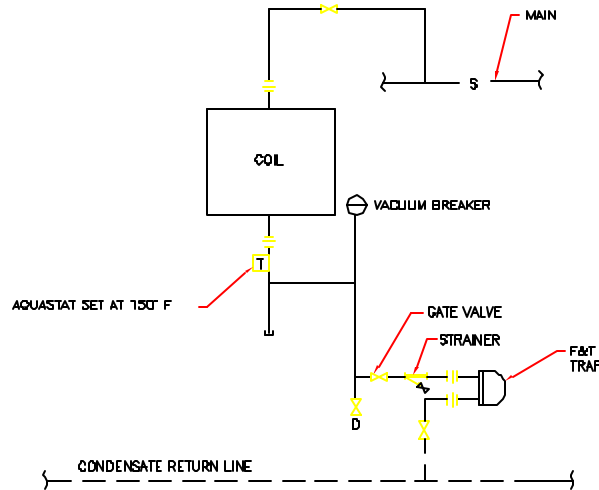 MAIN
S
COIL
VACUUM BREAKER
T
AQUASTAT SET AT 150° F
GATE VALVE
STRAINER
F&T
TRAP
D
CONDENSATE RETURN LINE